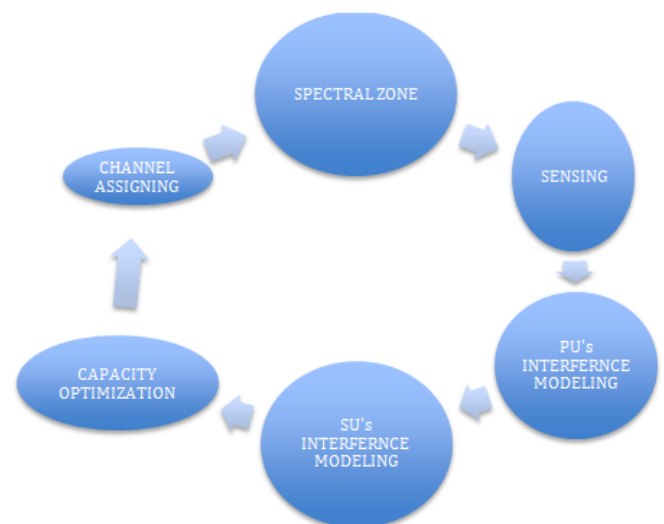 SPECTRAL ZONE
SENSING
PU's
INTERFERNCE
MODELING
SU's
INTERFERNCE
MODELING
CAPACITY
OPTIMIZATION
CHANNEL
ASSIGNING